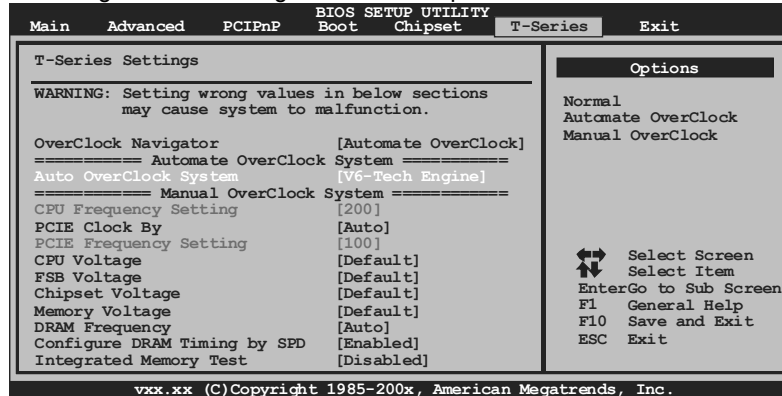 BIOS SETUP UTILITY
Main Advanced PCIPnP Boot Chipset T-Series Exit
T-Series Settings
WARNING: Setting wrong values in below sections
may cause system to malfunction.
OverClock Navigator [Automate OverClock]
=========== Automate OverClock System ===========
Auto OverClock System [V6-Tech Engine]
============ Manual OverClock System ============
CPU Frequency Setting [200]
PCIE Clock By [Auto]
PCIE Frequency Setting [100]
CPU Voltage [Default]
FSB Voltage [Default]
Chipset Voltage [Default]
Memory Voltage [Default]
DRAM Frequency [Auto]
Configure DRAM Timing by SPD [Enabled]
Integrated Memory Test [Disabled]
Options
Normal
Automate OverClock
Manual OverClock
Select Screen
Select Item
EnterGo to Sub Screen
F1 General Help
F10 Save and Exit
ESC Exit
vxx.xx (C)Copyright 1985-200x, American Megatrends, Inc.